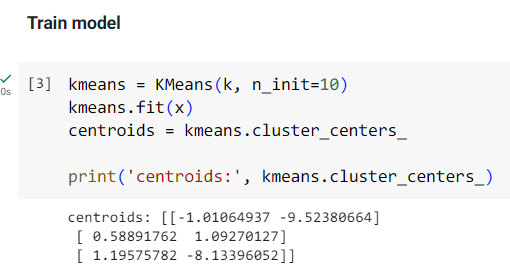 Train model
0s
[3] kmeans = KMeans(k, n_init=10)
kmeans.fit(x)
centroids = kmeans.cluster_centers_
print('centroids:', kmeans.cluster_centers_)
centroids: [[-1.01064937 -9.52380664]
[ 0.58891762 1.09270127]
[ 1.19575782 -8.13396052]]